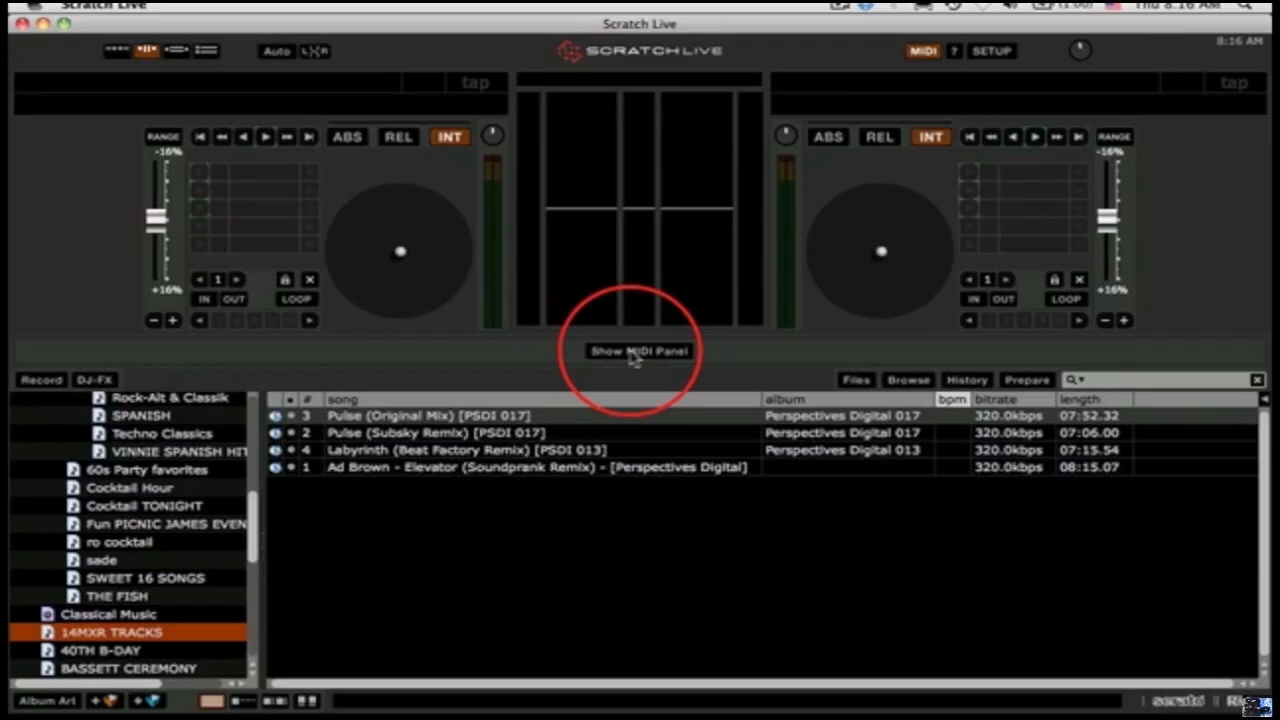 Scratch Live
Thu 8:16 AM
Scratch Live
8:16 AM
Auto
SCRATCH LIVE
MIDI ? SETUP
tap
tap
RANGE
ABS REL INT
ABS REL INT
RANGE
-16%
-16%
+16%
+16%
1
1
IN OUT LOOP
IN OUT LOOP
Show MIDI Panel
Record DJ-FX
Files Browse History Prepare
# song album bpm bitrate length
3 Pulse (Original Mix) [PSDI 017] Perspectives Digital 017 320.0kbps 07:52.32
2 Pulse (Subsky Remix) [PSDI 017] Perspectives Digital 017 320.0kbps 07:06.00
4 Labyrinth (Beat Factory Remix) [PSDI 013] Perspectives Digital 013 320.0kbps 07:15.54
1 Ad Brown - Elevator (Soundprank Remix) - [Perspectives Digital] 320.0kbps 08:15.07
Rock-Alt & Classik
SPANISH
Techno Classics
VINNIE SPANISH HIT
60s Party favorites
Cocktail Hour
Cocktail TONIGHT
Fun PICNIC JAMES EVEN
ro cocktail
sade
SWEET 16 SONGS
THE FISH
Classical Music
14MXR TRACKS
40TH B-DAY
BASSETT CEREMONY
Album Art
serato